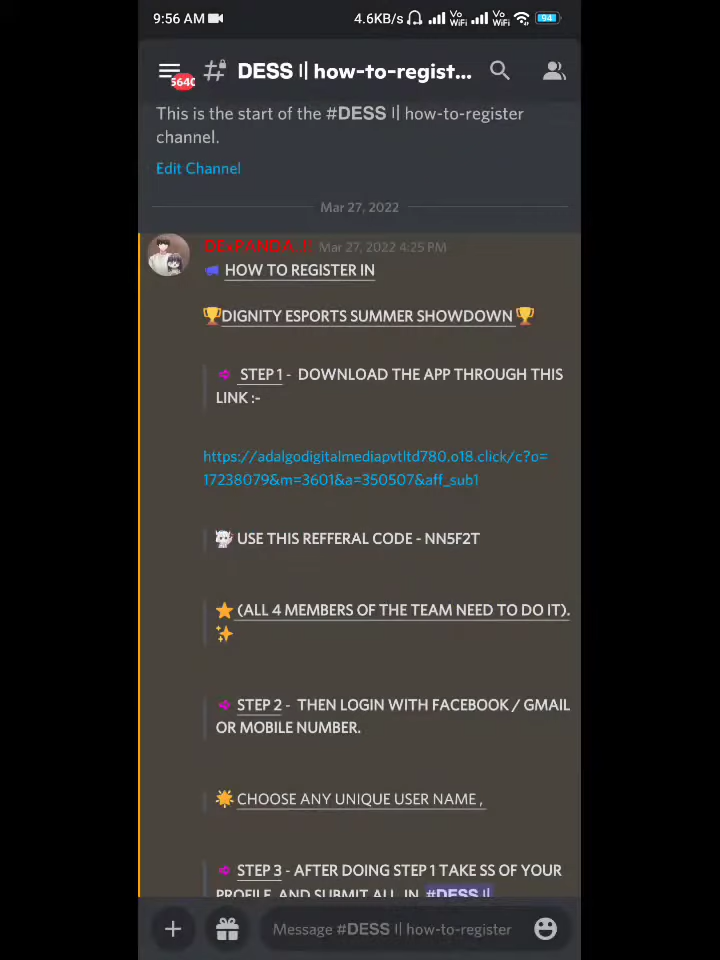 9:56 AM
4.6KB/s
Vo WiFi
Vo WiFi
94
DESS || how-to-regist...
This is the start of the #DESS || how-to-register
channel.
Edit Channel
Mar 27, 2022
Mar 27, 2022 4:25 PM
HOW TO REGISTER IN
🏆DIGNITY ESPORTS SUMMER SHOWDOWN 🏆
STEP 1 - DOWNLOAD THE APP THROUGH THIS
LINK :-
https://adalgodigitalmediapvtltd780.o18.click/c?o=
17238079&m=3601&a=350507&aff_sub1
USE THIS REFFERAL CODE - NN5F2T
⭐ (ALL 4 MEMBERS OF THE TEAM NEED TO DO IT).
✨
STEP 2 - THEN LOGIN WITH FACEBOOK / GMAIL
OR MOBILE NUMBER.
🌟 CHOOSE ANY UNIQUE USER NAME ,
STEP 3 - AFTER DOING STEP 1 TAKE SS OF YOUR
PROFILE AND SUBMIT ALL IN #DESS ||
Message #DESS || how-to-register